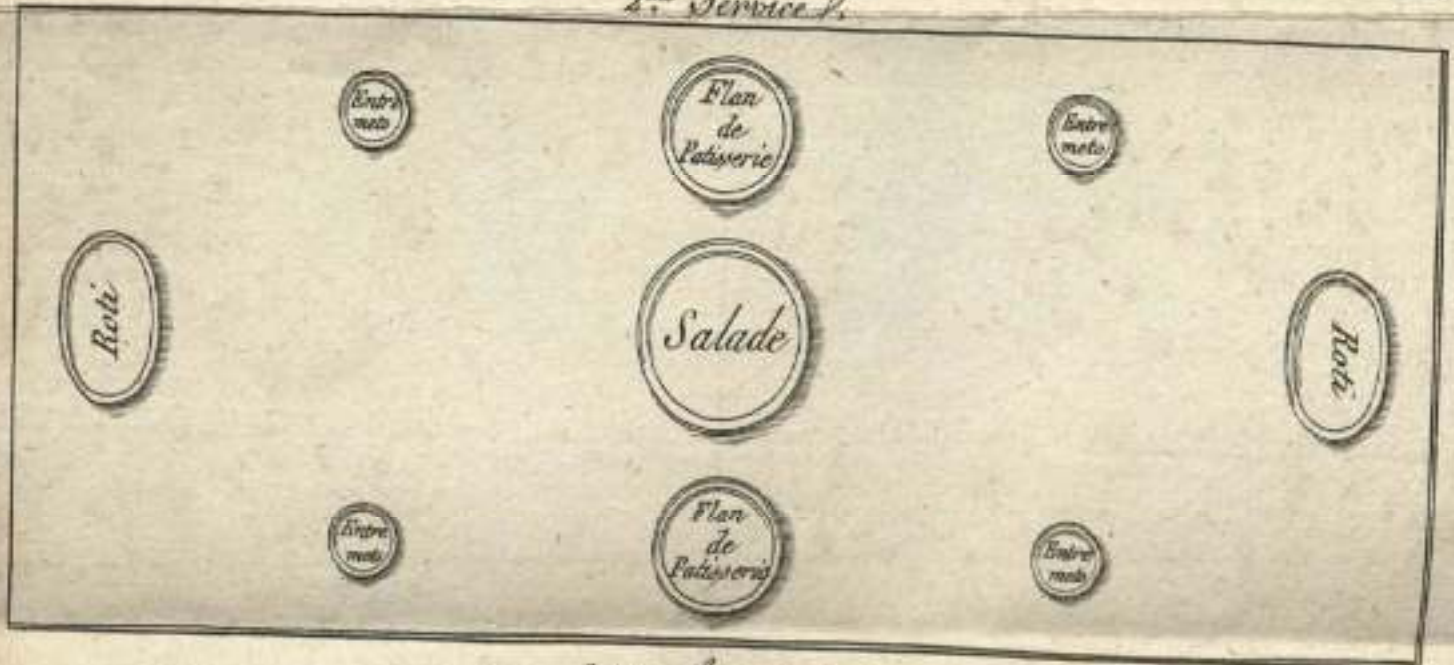 2.me Service
Entre
mets
Flan
de
Patisserie
Entre
mets
Roti
Salade
Roti
Entre
mets
Flan
de
Patisserie
Entre
mets